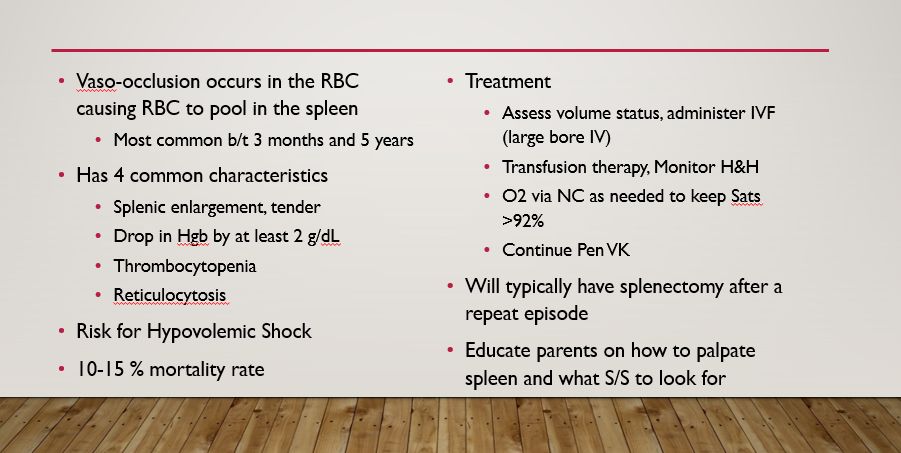 • Vaso-occlusion occurs in the RBC
causing RBC to pool in the spleen
• Most common b/t 3 months and 5 years
• Has 4 common characteristics
• Splenic enlargement, tender
• Drop in Hgb by at least 2 g/dL
• Thrombocytopenia
• Reticulocytosis
• Risk for Hypovolemic Shock
• 10-15 % mortality rate
• Treatment
• Assess volume status, administer IVF
(large bore IV)
• Transfusion therapy, Monitor H&H
• O2 via NC as needed to keep Sats
>92%
• Continue Pen VK
• Will typically have splenectomy after a
repeat episode
• Educate parents on how to palpate
spleen and what S/S to look for